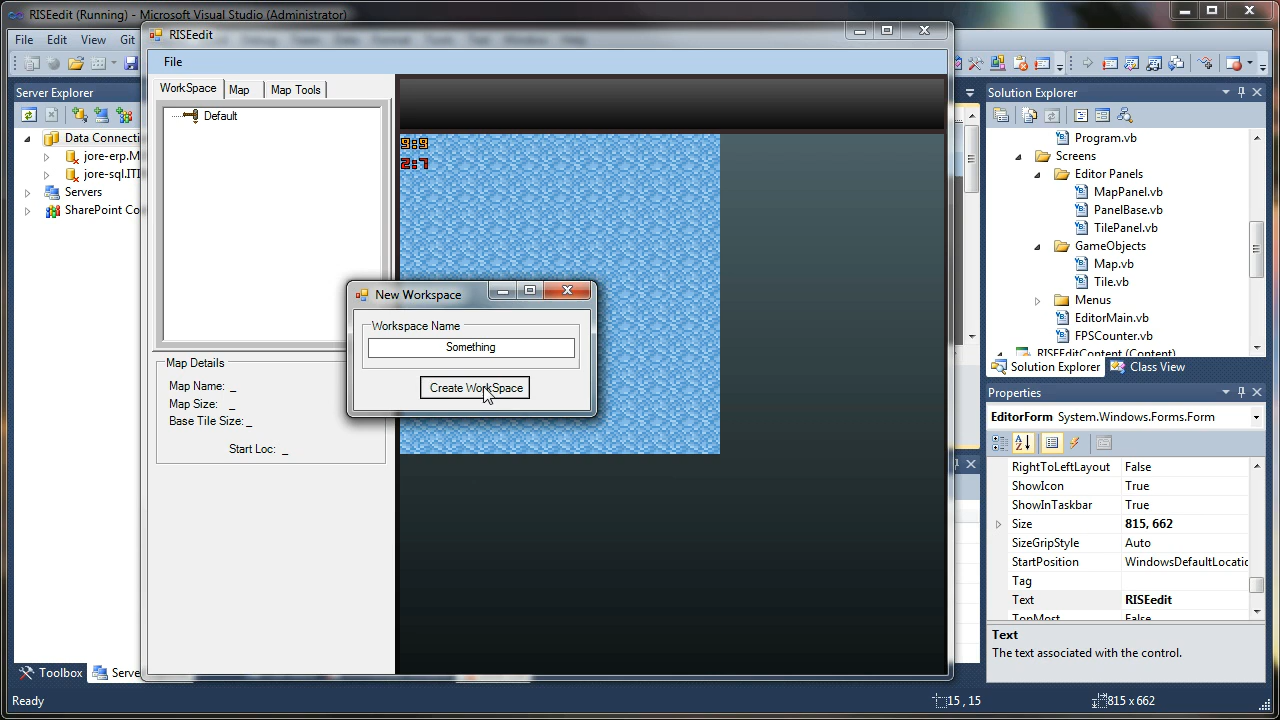 RISEedit (Running) - Microsoft Visual Studio (Administrator)
File Edit View Git
RISEedit
File
WorkSpace Map Map Tools
Default
9:9
2:7
Server Explorer
Data Connecti
jore-erp.M
jore-sql.ITI
Servers
SharePoint Co
New Workspace
Workspace Name
Something
Create WorkSpace
Map Details
Map Name: _
Map Size: _
Base Tile Size: _
Start Loc: _
Solution Explorer
Program.vb
Screens
Editor Panels
MapPanel.vb
PanelBase.vb
TilePanel.vb
GameObjects
Map.vb
Tile.vb
Menus
EditorMain.vb
FPSCounter.vb
RISEEditContent (Content)
Solution Explorer Class View
Properties
EditorForm System.Windows.Forms.Form
RightToLeftLayout False
ShowIcon True
ShowInTaskbar True
Size 815, 662
SizeGripStyle Auto
StartPosition WindowsDefaultLocatic
Tag
Text RISEedit
TopMost False
Text
The text associated with the control.
Toolbox Serve
Ready 15 , 15 815 x 662